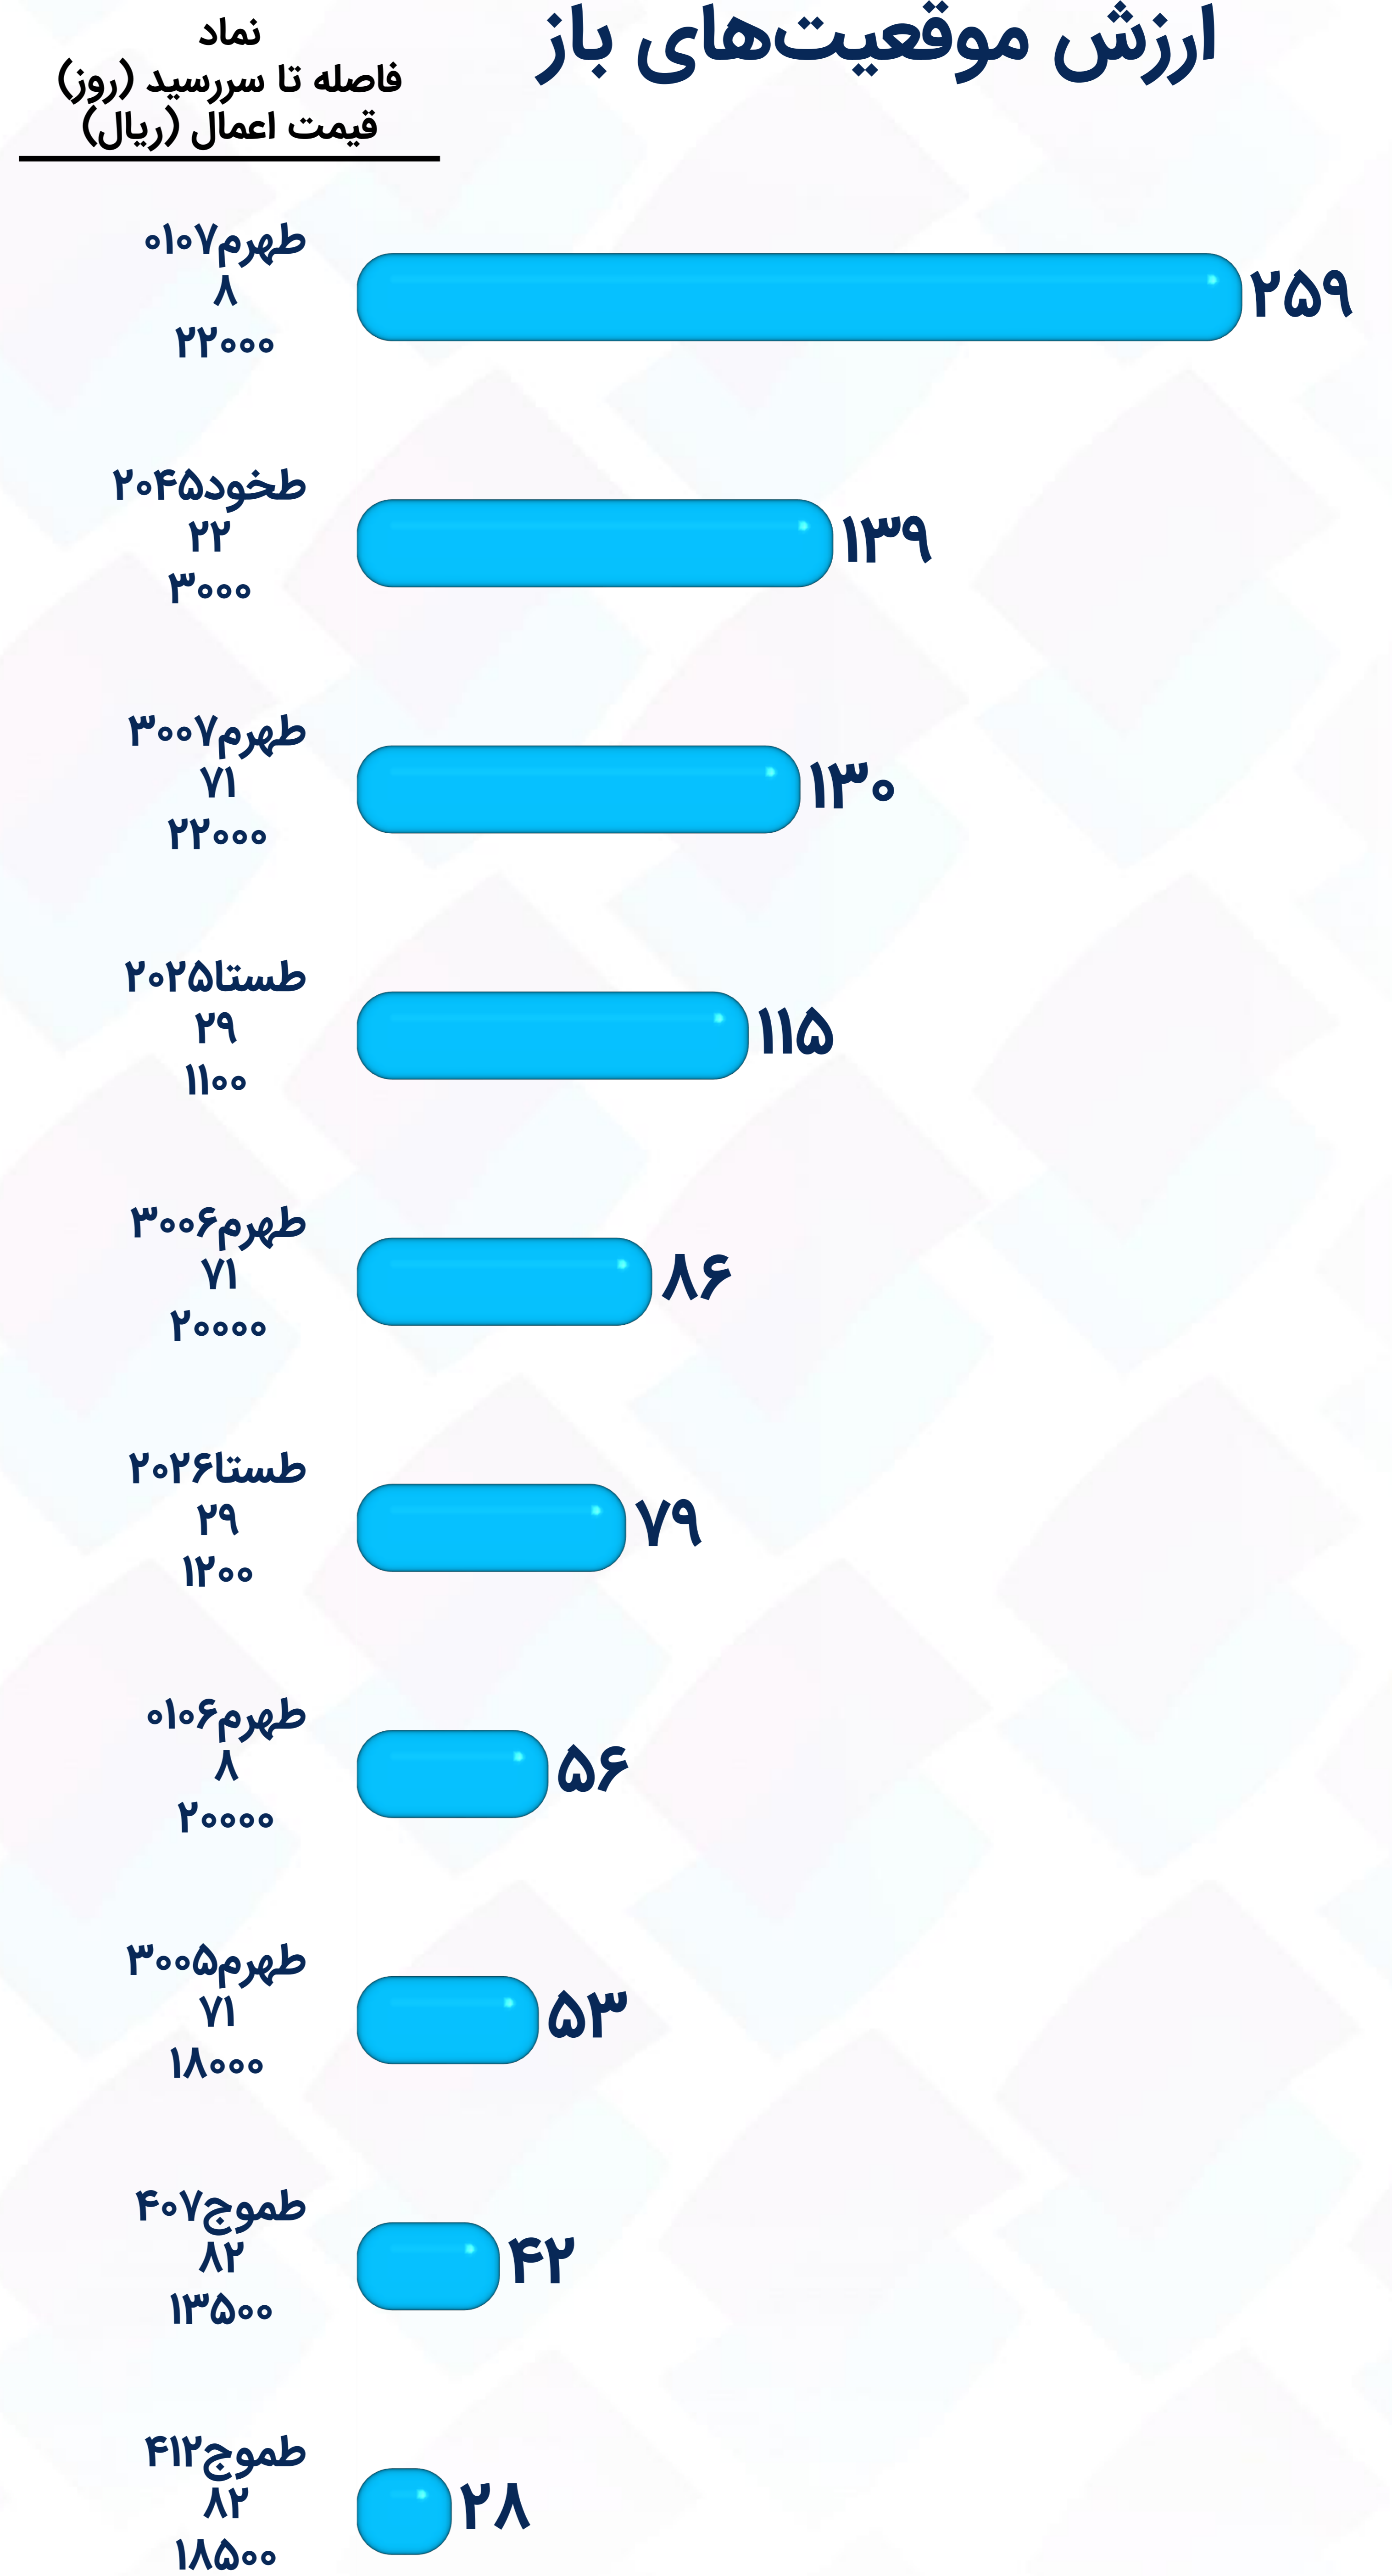 ارزش موقعیت‌های باز
نماد
فاصله تا سررسید (روز)
قیمت اعمال (ریال)
طهرم۰۱۰۷
۸
۲۲۰۰۰
۲۵۹
طخود۲۰۴۵
۲۲
۳۰۰۰
۱۳۹
طهرم۳۰۰۷
۷۱
۲۲۰۰۰
۱۳۰
طستا۲۰۲۵
۲۹
۱۱۰۰
۱۱۵
طهرم۳۰۰۶
۷۱
۲۰۰۰۰
۸۶
طستا۲۰۲۶
۲۹
۱۲۰۰
۷۹
طهرم۰۱۰۶
۸
۲۰۰۰۰
۵۶
طهرم۳۰۰۵
۷۱
۱۸۰۰۰
۵۳
طموج۴۰۷
۸۲
۱۳۵۰۰
۴۲
طموج۴۱۲
۸۲
۱۸۵۰۰
۲۸